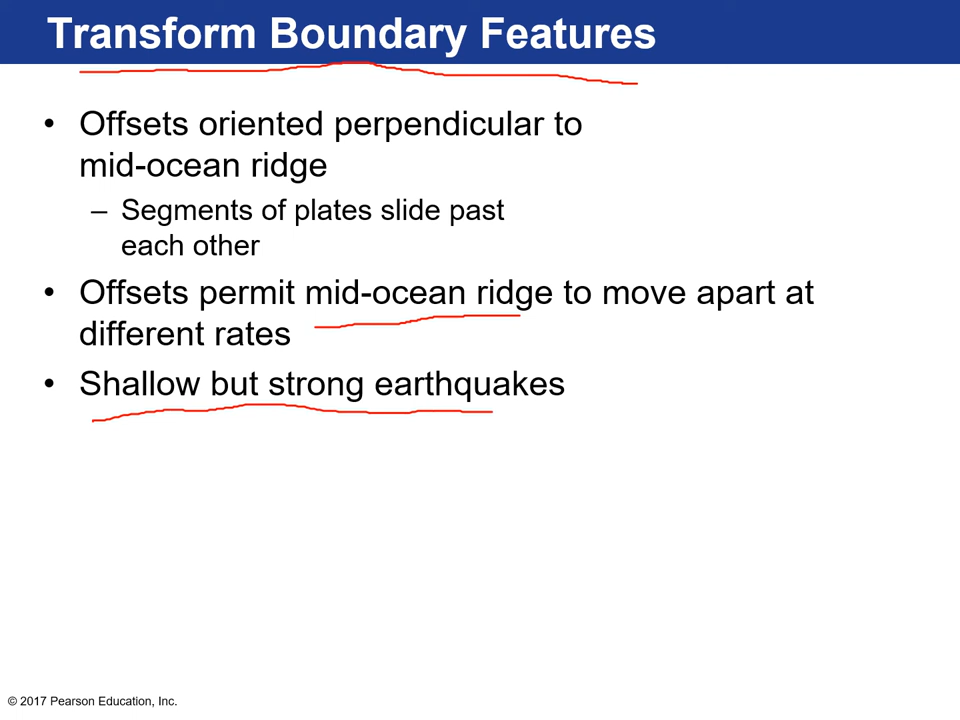 Transform Boundary Features
• Offsets oriented perpendicular to
mid-ocean ridge
– Segments of plates slide past
each other
• Offsets permit mid-ocean ridge to move apart at
different rates
• Shallow but strong earthquakes
© 2017 Pearson Education, Inc.